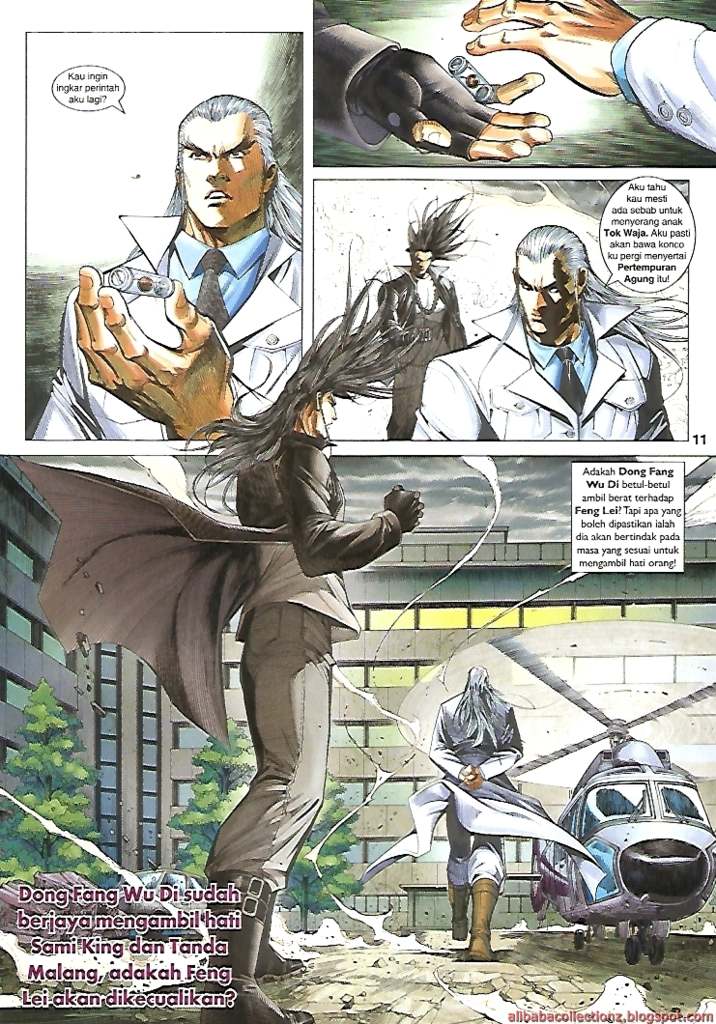 Kau ingin
ingkar perintah
aku lagi?
Aku tahu
kau mesti
ada sebab untuk
menyerang anak
Tok Waja. Aku pasti
akan bawa konco
ku pergi menyertai
Pertempuran
Agung itu!
11
Adakah Dong Fang
Wu Di betul-betul
ambil berat terhadap
Feng Lei? Tapi apa yang
boleh dipastikan ialah
dia akan bertindak pada
masa yang sesuai untuk
mengambil hati orang!
Dong Fang Wu Di sudah
berjaya mengambil hati
Sami King dan Tanda
Malang, adakah Feng
Lei akan dikecualikan?
alibabacollectionz.blogspot.com